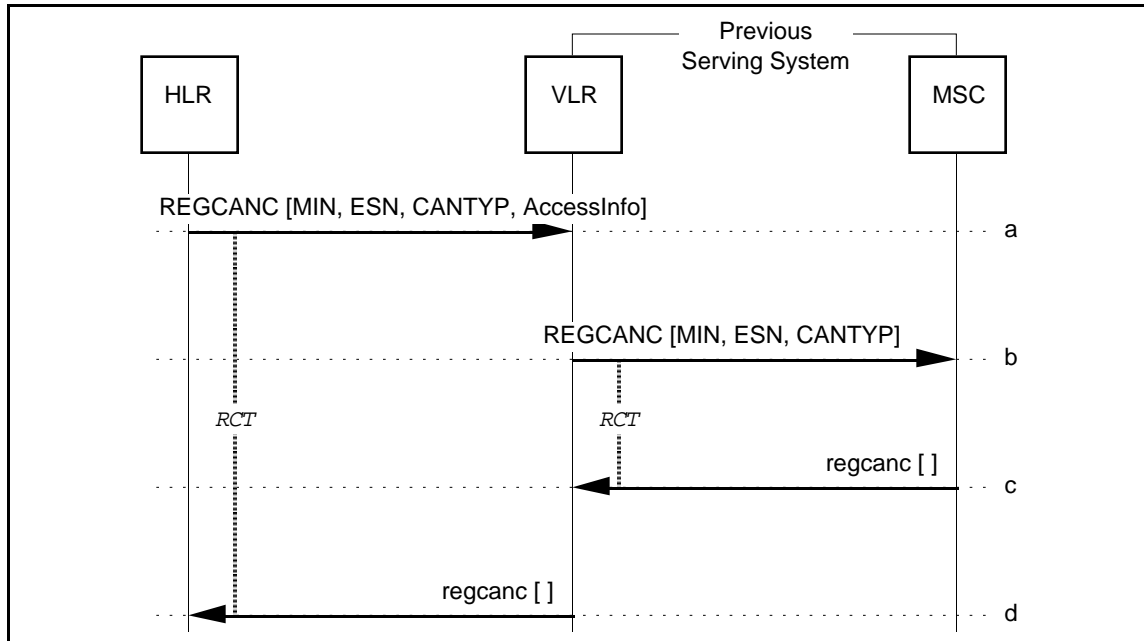 Previous
Serving System
HLR
VLR
MSC
REGCANC [MIN, ESN, CANTYP, AccessInfo]
a
REGCANC [MIN, ESN, CANTYP]
b
RCT
RCT
regcanc [ ]
c
regcanc [ ]
d